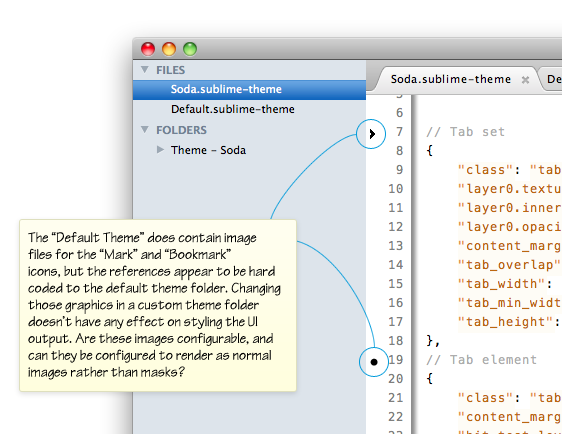 FILES
Soda.sublime-theme
Default.sublime-theme
FOLDERS
Theme – Soda
Soda.sublime-theme ×
De
6
7 // Tab set
8 {
9 "class": "tab
10 "layer0.textu
11 "layer0.inner
12 "layer0.opaci
13 "content_marg
14 "tab_overlap"
15 "tab_width":
16 "tab_min_widt
17 "tab_height":
18 },
19 // Tab element
20 {
21 "class": "tab
22 "content_marg
23
The “Default Theme” does contain image
files for the “Mark” and “Bookmark”
icons, but the references appear to be hard
coded to the default theme folder. Changing
those graphics in a custom theme folder
doesn’t have any effect on styling the UI
output. Are these images configurable, and
can they be configured to render as normal
images rather than masks?